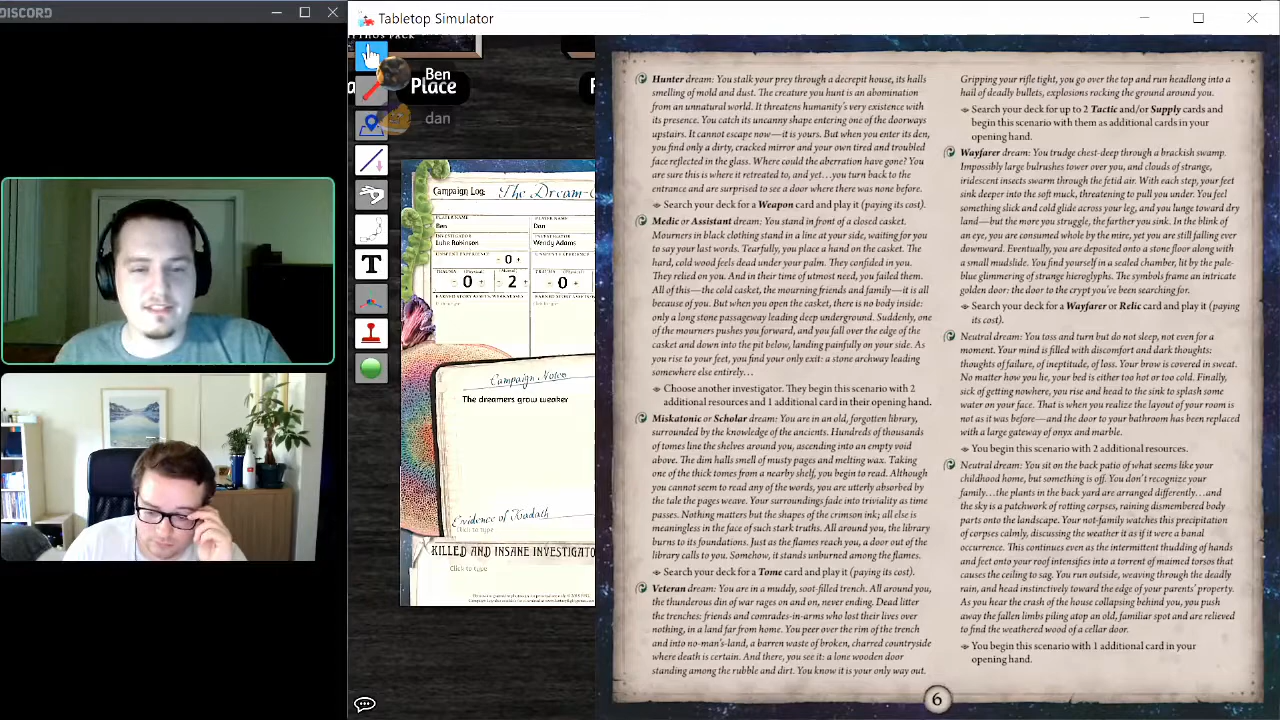 DISCORD
Tabletop Simulator
MYTHOS PACK
Ben
Place
dan
T
Campaign Log: The Dream-
PLAYER NAME
Ben
INVESTIGATOR
Luke Robinson
UNSPENT EXPERIENCE
- 0 +
TRAUMA (Physical) (Mental)
- 0 + - 2 +
EARNED STORY ASSETS/WEAKNESSES
Click to type
PLAYER NAME
Dan
INVESTIGATOR
Wendy Adams
UNSPENT EXPERIENCE
TRAUMA (Physical)
- 0 +
EARNED STORY ASSETS/WEAKNESSES
Click to type
Campaign Notes
The dreamers grow weaker
Evidence of Kadath
Click to type
KILLED AND INSANE INVESTIGATO
Click to type
Hunter dream: You stalk your prey through a decrepit house, its halls
smelling of mold and dust. The creature you hunt is an abomination
from an unnatural world. It threatens humanity's very existence with
its presence. You catch its uncanny shape entering one of the doorways
upstairs. It cannot escape now—it is yours. But when you enter its den,
you find only a dirty, cracked mirror and your own tired and troubled
face reflected in the glass. Where could the aberration have gone? You
are sure this is where it retreated to, and yet…you turn back to the
entrance and are surprised to see a door where there was none before.
Search your deck for a Weapon card and play it (paying its cost).
Medic or Assistant dream: You stand in front of a closed casket.
Mourners in black clothing stand in a line at your side, waiting for you
to say your last words. Tearfully, you place a hand on the casket. The
hard, cold wood feels dead under your palm. They confided in you.
They relied on you. And in their time of utmost need, you failed them.
All of this—the cold casket, the mourning friends and family—it is all
because of you. But when you open the casket, there is no body inside:
only a long stone passageway leading deep underground. Suddenly, one
of the mourners pushes you forward, and you fall over the edge of the
casket and down into the pit below, landing painfully on your side. As
you rise to your feet, you find your only exit: a stone archway leading
somewhere else entirely…
Choose another investigator. They begin this scenario with 2
additional resources and 1 additional card in their opening hand.
Miskatonic or Scholar dream: You are in an old, forgotten library,
surrounded by the knowledge of the ancients. Hundreds of thousands
of tomes line the shelves around you, ascending into an empty void
above. The dim halls smell of musty pages and melting wax. Taking
one of the thick tomes from a nearby shelf, you begin to read. Although
you cannot seem to read any of the words, you are utterly absorbed by
the tale the pages weave. Your surroundings fade into triviality as time
passes. Nothing matters but the shapes of the crimson ink; all else is
meaningless in the face of such stark truths. All around you, the library
burns to its foundations. Just as the flames reach you, a door out of the
library calls to you. Somehow, it stands unburned among the flames.
Search your deck for a Tome card and play it (paying its cost).
Veteran dream: You are in a muddy, soot-filled trench. All around you,
the thunderous din of war rages on and on, never ending. Dead litter
the trenches: friends and comrades-in-arms who lost their lives over
nothing, in a land far from home. You peer over the rim of the trench
and into no-man's-land, a barren waste of broken, charred countryside
where death is certain. And there, you see it: a lone wooden door
standing among the rubble and dirt. You know it is your only way out.
Gripping your rifle tight, you go over the top and run headlong into a
hail of deadly bullets, explosions rocking the ground around you.
Search your deck for up to 2 Tactic and/or Supply cards and
begin this scenario with them as additional cards in your
opening hand.
Wayfarer dream: You trudge chest-deep through a brackish swamp.
Impossibly large bulrushes tower over you, and clouds of strange,
iridescent insects swarm through the fetid air. With each step, your feet
sink deeper into the soft muck, threatening to pull you under. You feel
something slick and cold glide across your leg, and you lunge toward dry
land—but the more you struggle, the farther you sink. In the blink of
an eye, you are consumed whole by the mire, yet you are still falling ever
downward. Eventually, you are deposited onto a stone floor along with
a small mudslide. You find yourself in a sealed chamber, lit by the pale-
blue glimmering of strange hieroglyphs. The symbols frame an intricate
golden door: the door to the crypt you've been searching for.
Search your deck for a Wayfarer or Relic card and play it (paying
its cost).
Neutral dream: You toss and turn but do not sleep, not even for a
moment. Your mind is filled with discomfort and dark thoughts:
thoughts of failure, of ineptitude, of loss. Your brow is covered in sweat.
No matter how you lie, your bed is either too hot or too cold. Finally,
sick of getting nowhere, you rise and head to the sink to splash some
water on your face. That is when you realize the layout of your room is
not as it was before—and the door to your bathroom has been replaced
with a large gateway of onyx and marble.
You begin this scenario with 2 additional resources.
Neutral dream: You sit on the back patio of what seems like your
childhood home, but something is off. You don't recognize your
family…the plants in the back yard are arranged differently…and
the sky is a patchwork of rotting corpses, raining dismembered body
parts onto the landscape. Your not-family watches this precipitation
of corpses calmly, discussing the weather as if it were a banal
occurrence. This continues even as the intermittent thudding of hands
and feet onto your roof intensifies into a torrent of maimed torsos that
causes the ceiling to sag. You run outside, weaving through the deadly
rain, and head instinctively toward the edge of your parents' property.
As you hear the crash of the house collapsing behind you, you push
away the fallen limbs piling atop an old, familiar spot and are relieved
to find the weathered wood of a cellar door.
You begin this scenario with 1 additional card in your
opening hand.
6